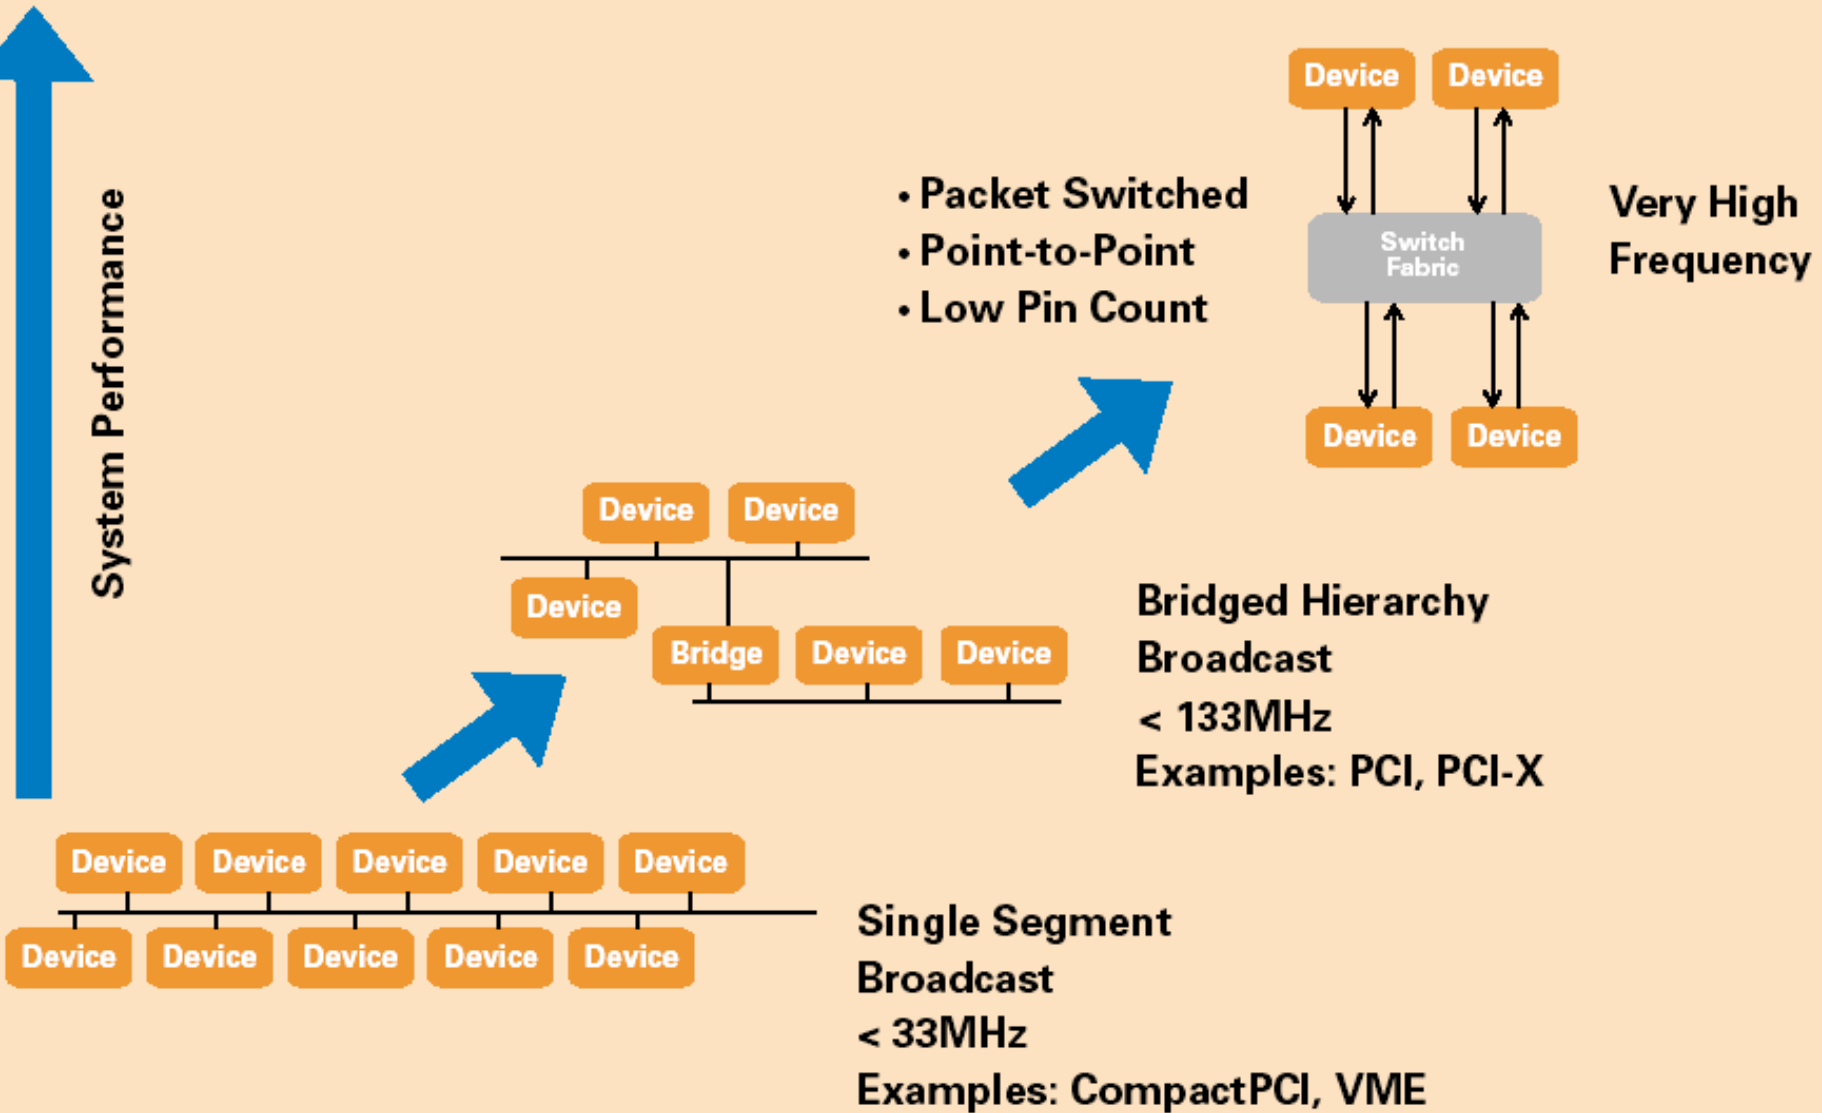 Device Device
• Packet Switched
• Point-to-Point
• Low Pin Count
Switch
Fabric
Very High
Frequency
Device Device
System Performance
Device Device
Device
Bridge Device Device
Bridged Hierarchy
Broadcast
< 133MHz
Examples: PCI, PCI-X
Device Device Device Device Device
Device Device Device Device Device
Single Segment
Broadcast
< 33MHz
Examples: CompactPCI, VME